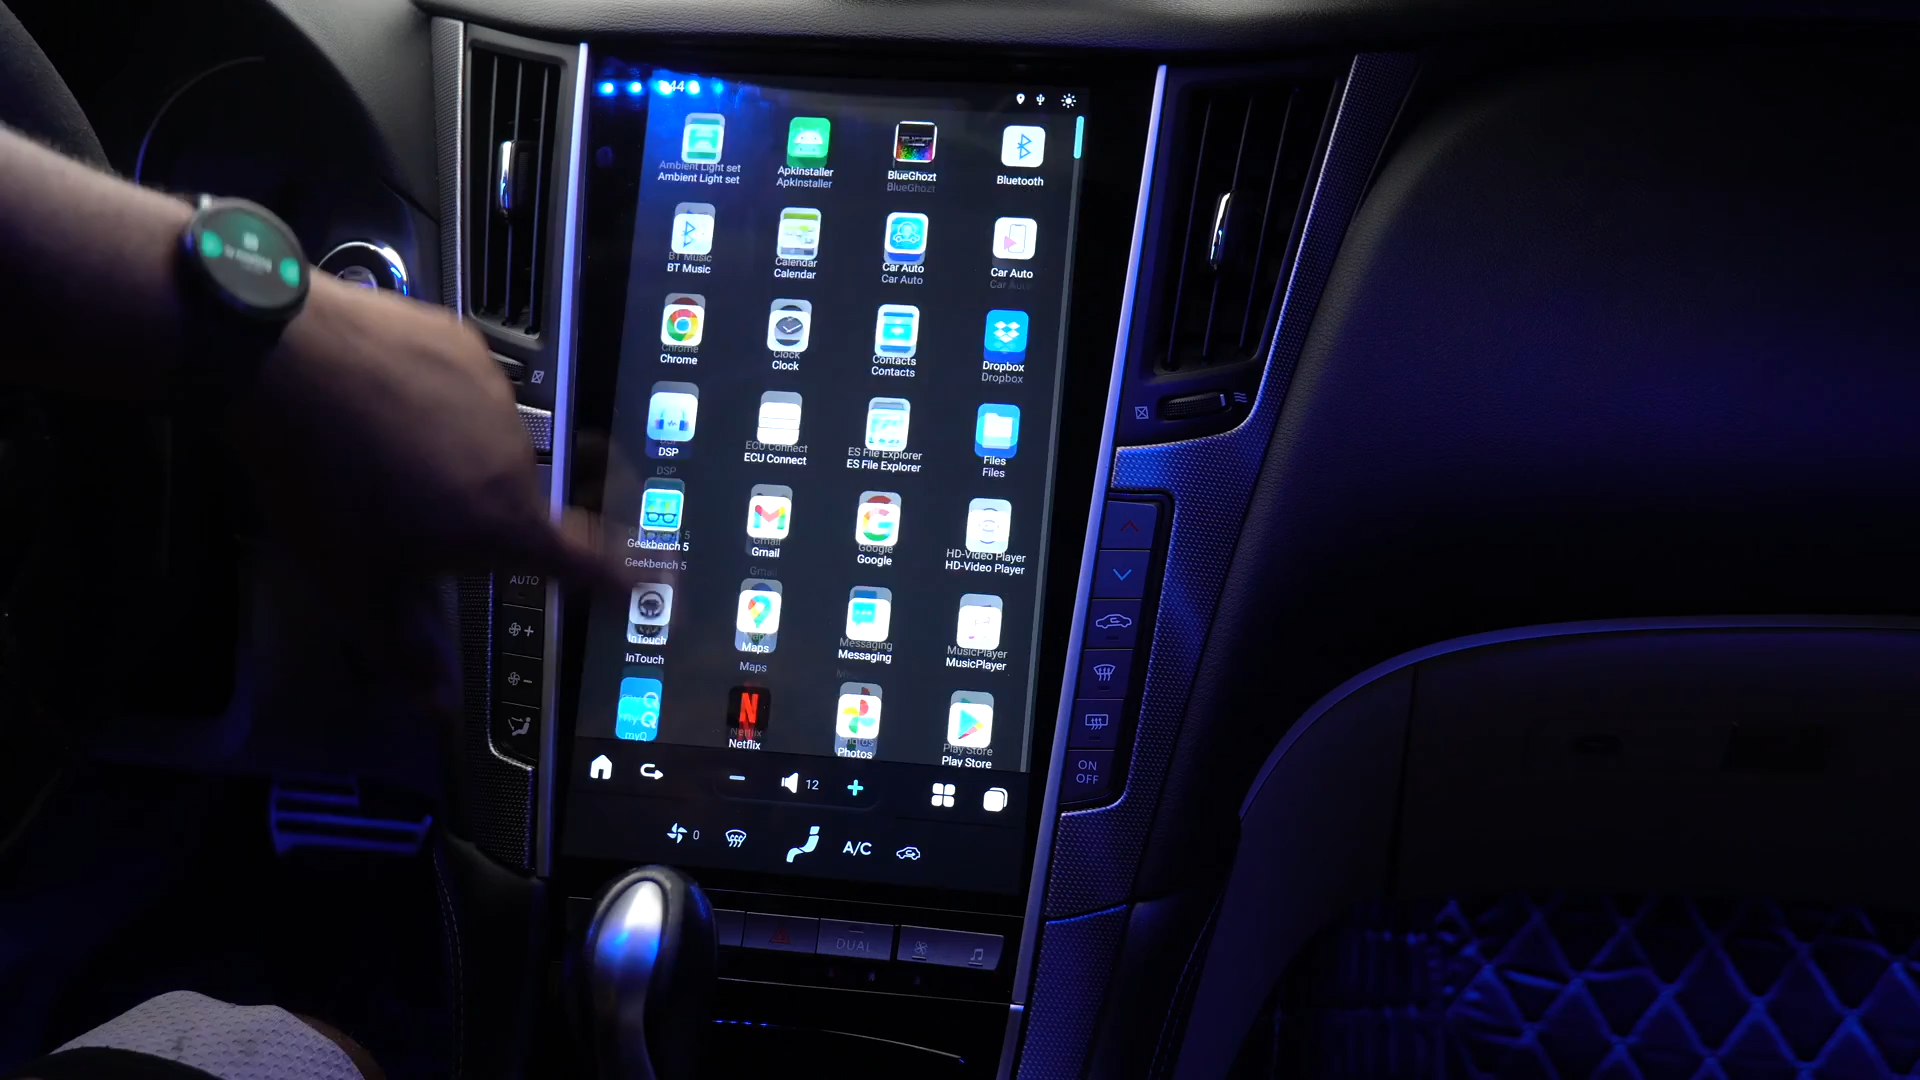 :44
Ambient Light set
ApkInstaller
BlueGhozt
Bluetooth
BT Music
Calendar
Car Auto
Car Auto
Chrome
Clock
Contacts
Dropbox
DSP
ECU Connect
ES File Explorer
Files
Geekbench 5
Gmail
Google
HD-Video Player
InTouch
Maps
Messaging
MusicPlayer
myQ
Netflix
Photos
Play Store
12
0
A/C
AUTO
ON
OFF
DUAL